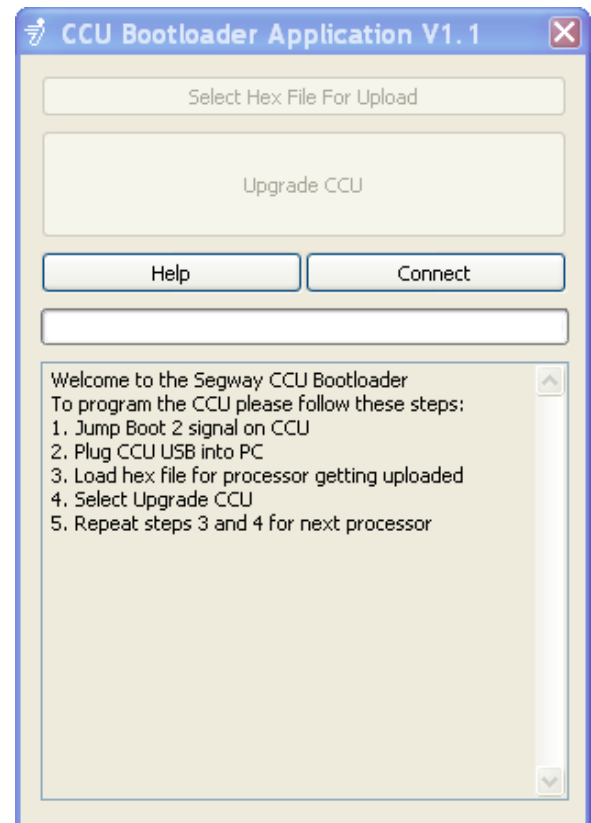 CCU Bootloader Application V1.1
Select Hex File For Upload
Upgrade CCU
Help
Connect
Welcome to the Segway CCU Bootloader
To program the CCU please follow these steps:
1. Jump Boot 2 signal on CCU
2. Plug CCU USB into PC
3. Load hex file for processor getting uploaded
4. Select Upgrade CCU
5. Repeat steps 3 and 4 for next processor